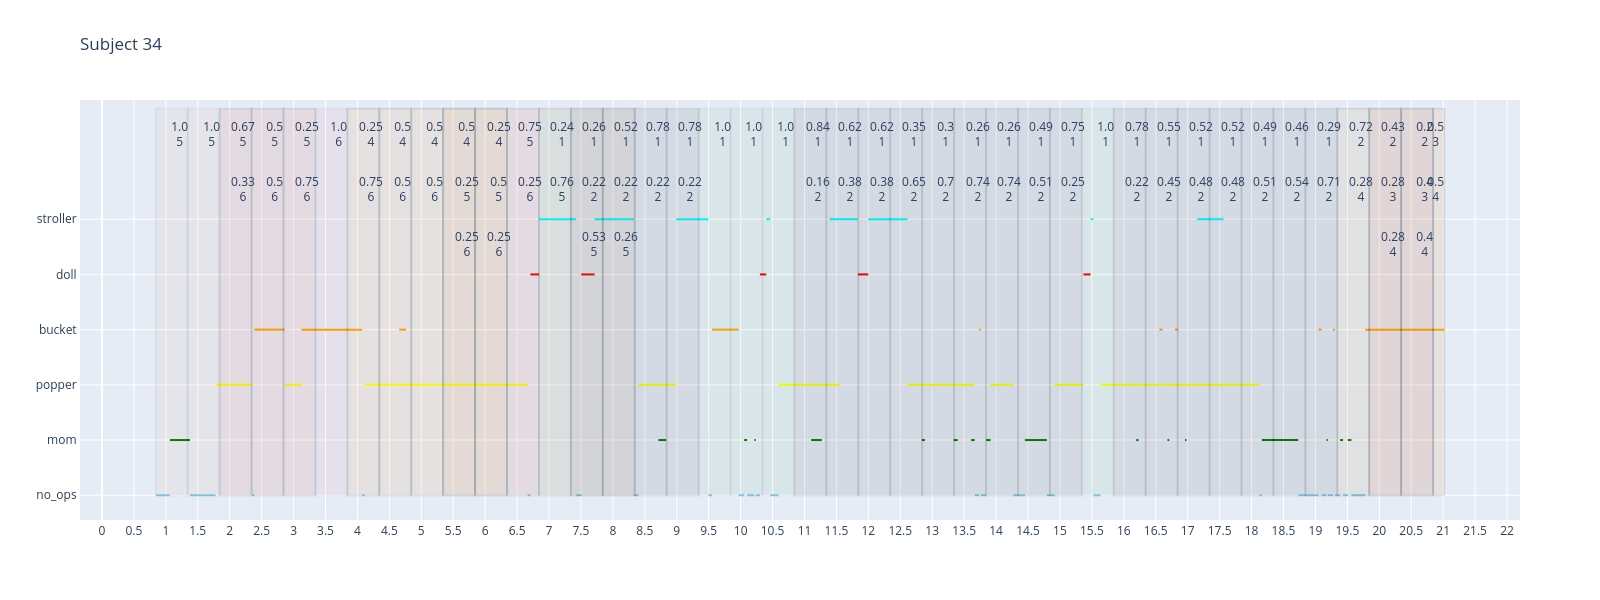 Subject 34
1.0 1.0 0.67 0.5 0.25 1.0 0.25 0.5 0.5 0.5 0.25 0.75 0.24 0.26 0.52 0.78 0.78 1.0 1.0 1.0 0.84 0.62 0.62 0.35 0.3 0.26 0.26 0.49 0.75 1.0 0.78 0.55 0.52 0.52 0.49 0.46 0.29 0.72 0.43 0.2 0.5
5 5 5 5 5 6 4 4 4 4 4 5 1 1 1 1 1 1 1 1 1 1 1 1 1 1 1 1 1 1 1 1 1 1 1 1 1 2 2 2 3
0.33 0.5 0.75 0.75 0.5 0.5 0.25 0.5 0.25 0.76 0.22 0.22 0.22 0.22 0.16 0.38 0.38 0.65 0.7 0.74 0.74 0.51 0.25 0.22 0.45 0.48 0.48 0.51 0.54 0.71 0.28 0.28 0.4 0.5
6 6 6 6 6 6 5 5 6 5 2 2 2 2 2 2 2 2 2 2 2 2 2 2 2 2 2 2 2 2 4 3 3 4
stroller
0.25 0.25 0.53 0.26 0.28 0.4
6 6 5 5 4 4
doll
bucket
popper
mom
no_ops
0 0.5 1 1.5 2 2.5 3 3.5 4 4.5 5 5.5 6 6.5 7 7.5 8 8.5 9 9.5 10 10.5 11 11.5 12 12.5 13 13.5 14 14.5 15 15.5 16 16.5 17 17.5 18 18.5 19 19.5 20 20.5 21 21.5 22